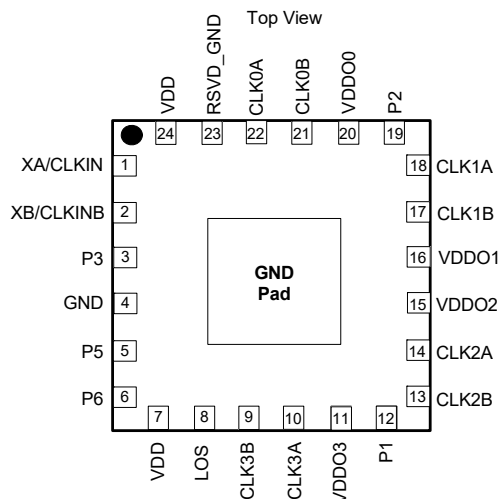 Top View
VDD
RSVD_GND
CLK0A
CLK0B
VDDO0
P2
24
23
22
21
20
19
XA/CLKIN
1
18
CLK1A
XB/CLKINB
2
17
CLK1B
P3
3
16
VDDO1
GND
4
15
VDDO2
P5
5
14
CLK2A
P6
6
13
CLK2B
GND
Pad
7
8
9
10
11
12
VDD
LOS
CLK3B
CLK3A
VDDO3
P1